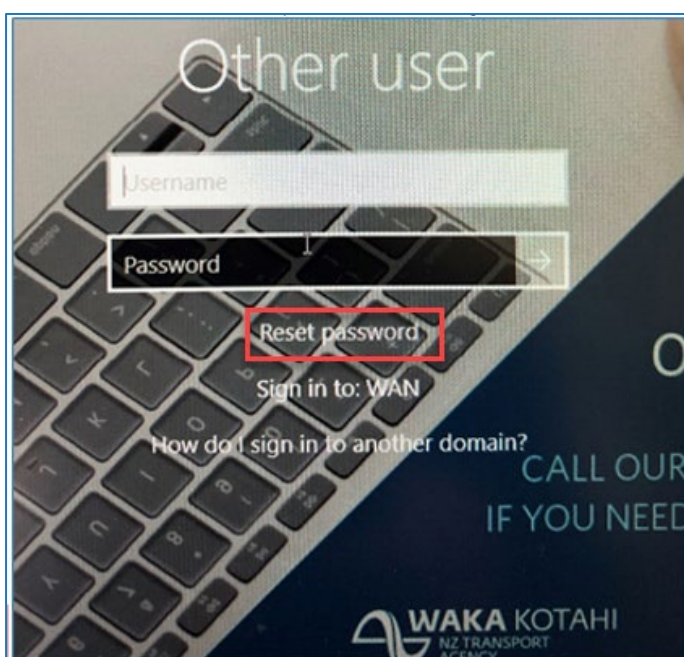 Other user
Username
Password
Reset password
Sign in to: WAN
How do I sign in to another domain?
CALL OUR
IF YOU NEED
WAKA KOTAHI
NZ TRANSPORT
AGENCY